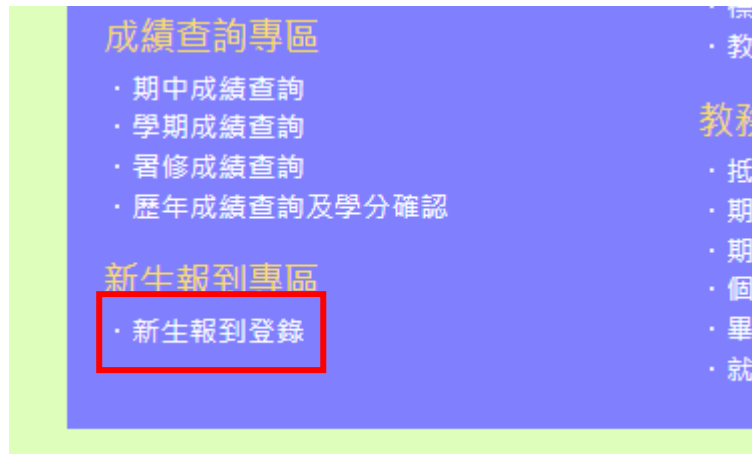 成績查詢專區
·期中成績查詢
·學期成績查詢
·暑修成績查詢
·歷年成績查詢及學分確認
新生報到專區
·新生報到登錄
·教
教務
·抵
·期
·期
·個
·畢
·就